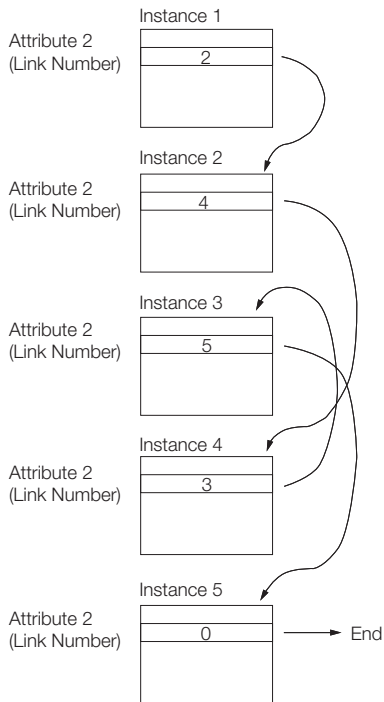 Instance 1
Attribute 2
(Link Number)
2
Instance 2
Attribute 2
(Link Number)
4
Instance 3
Attribute 2
(Link Number)
5
Instance 4
Attribute 2
(Link Number)
3
Instance 5
Attribute 2
(Link Number)
0
End